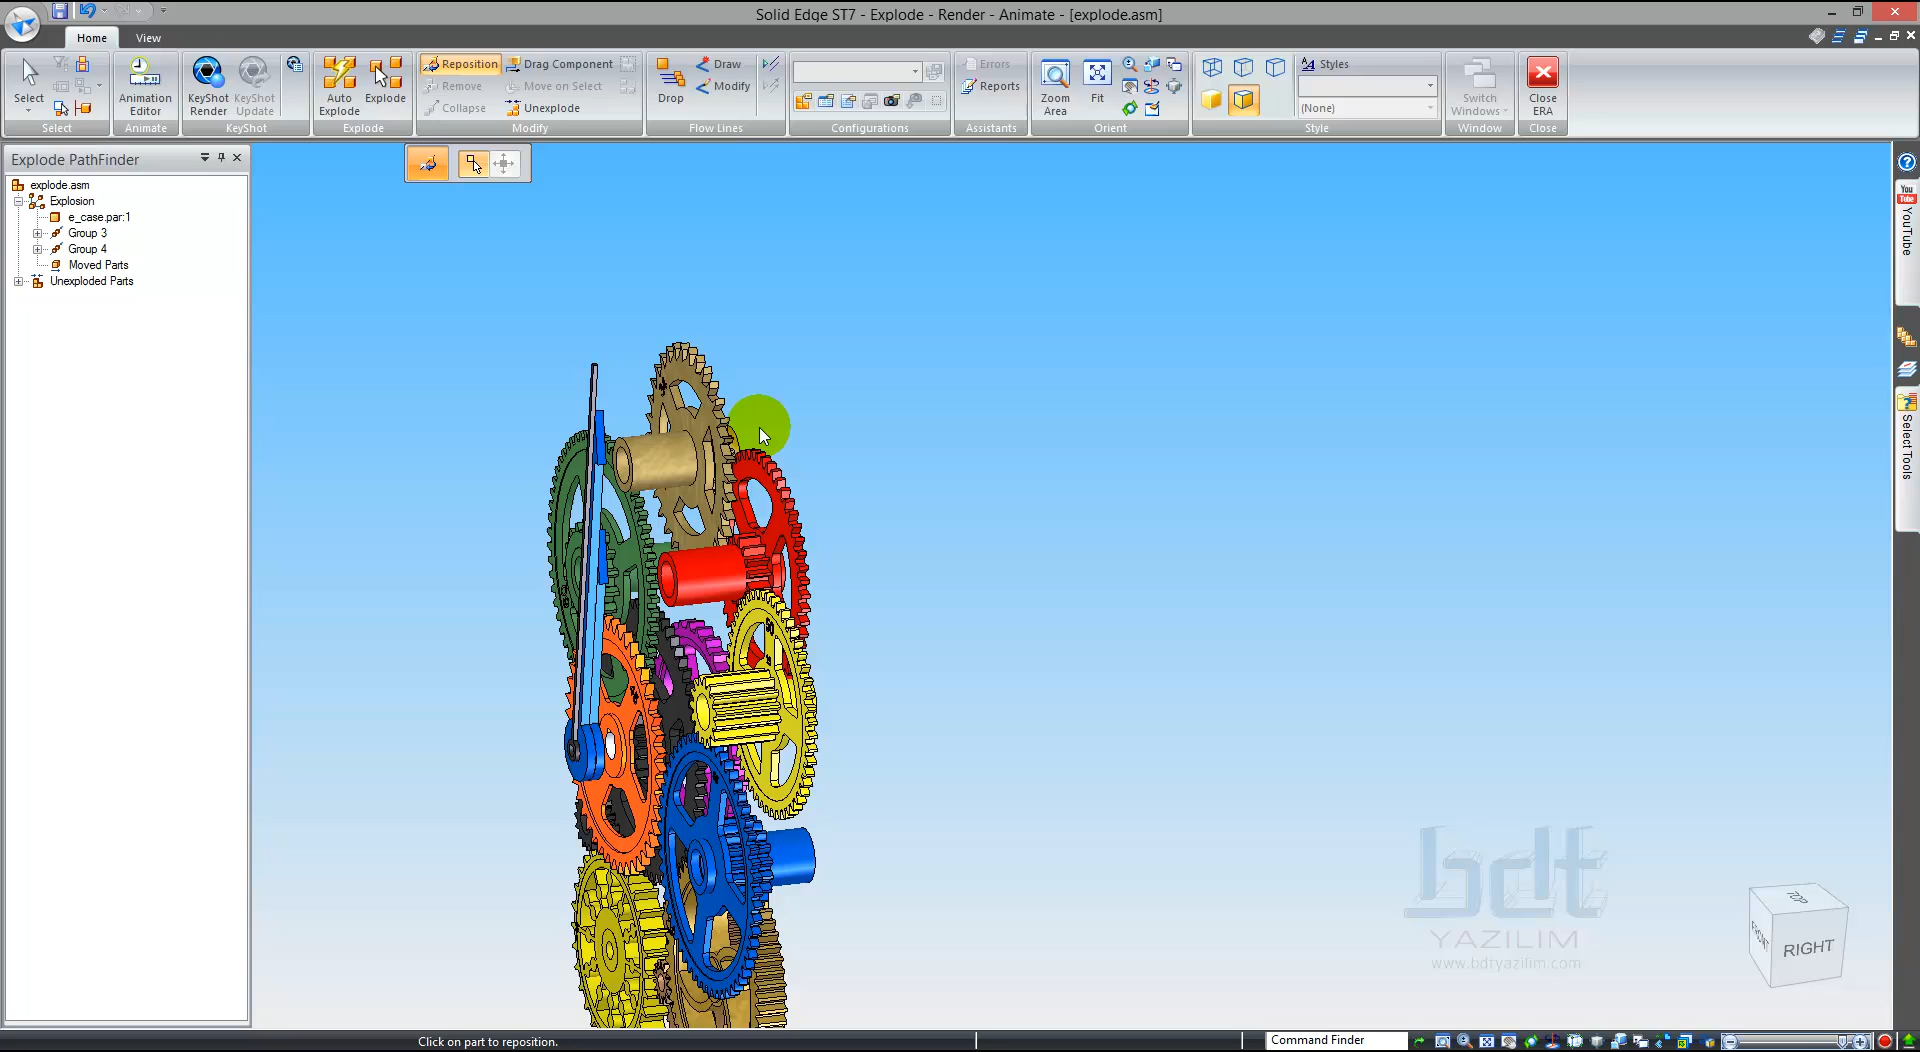 Solid Edge ST7 - Explode - Render - Animate - [explode.asm]
Home
View
Select
Select
Animation Editor
Animate
KeyShot Render
KeyShot Update
KeyShot
Auto Explode
Explode
Explode
Reposition
Remove
Collapse
Drag Component
Move on Select
Unexplode
Modify
Drop
Draw
Modify
Flow Lines
Configurations
Errors
Reports
Assistants
Zoom Area
Fit
Orient
Styles
(None)
Style
Switch Windows
Window
Close ERA
Close
Explode PathFinder
explode.asm
Explosion
e_case.par:1
Group 3
Group 4
Moved Parts
Unexploded Parts
You Tube
YouTube
Select Tools
bdt
YAZILIM
www.bdtyazilim.com
TOP
FRONT
RIGHT
Click on part to reposition.
Command Finder